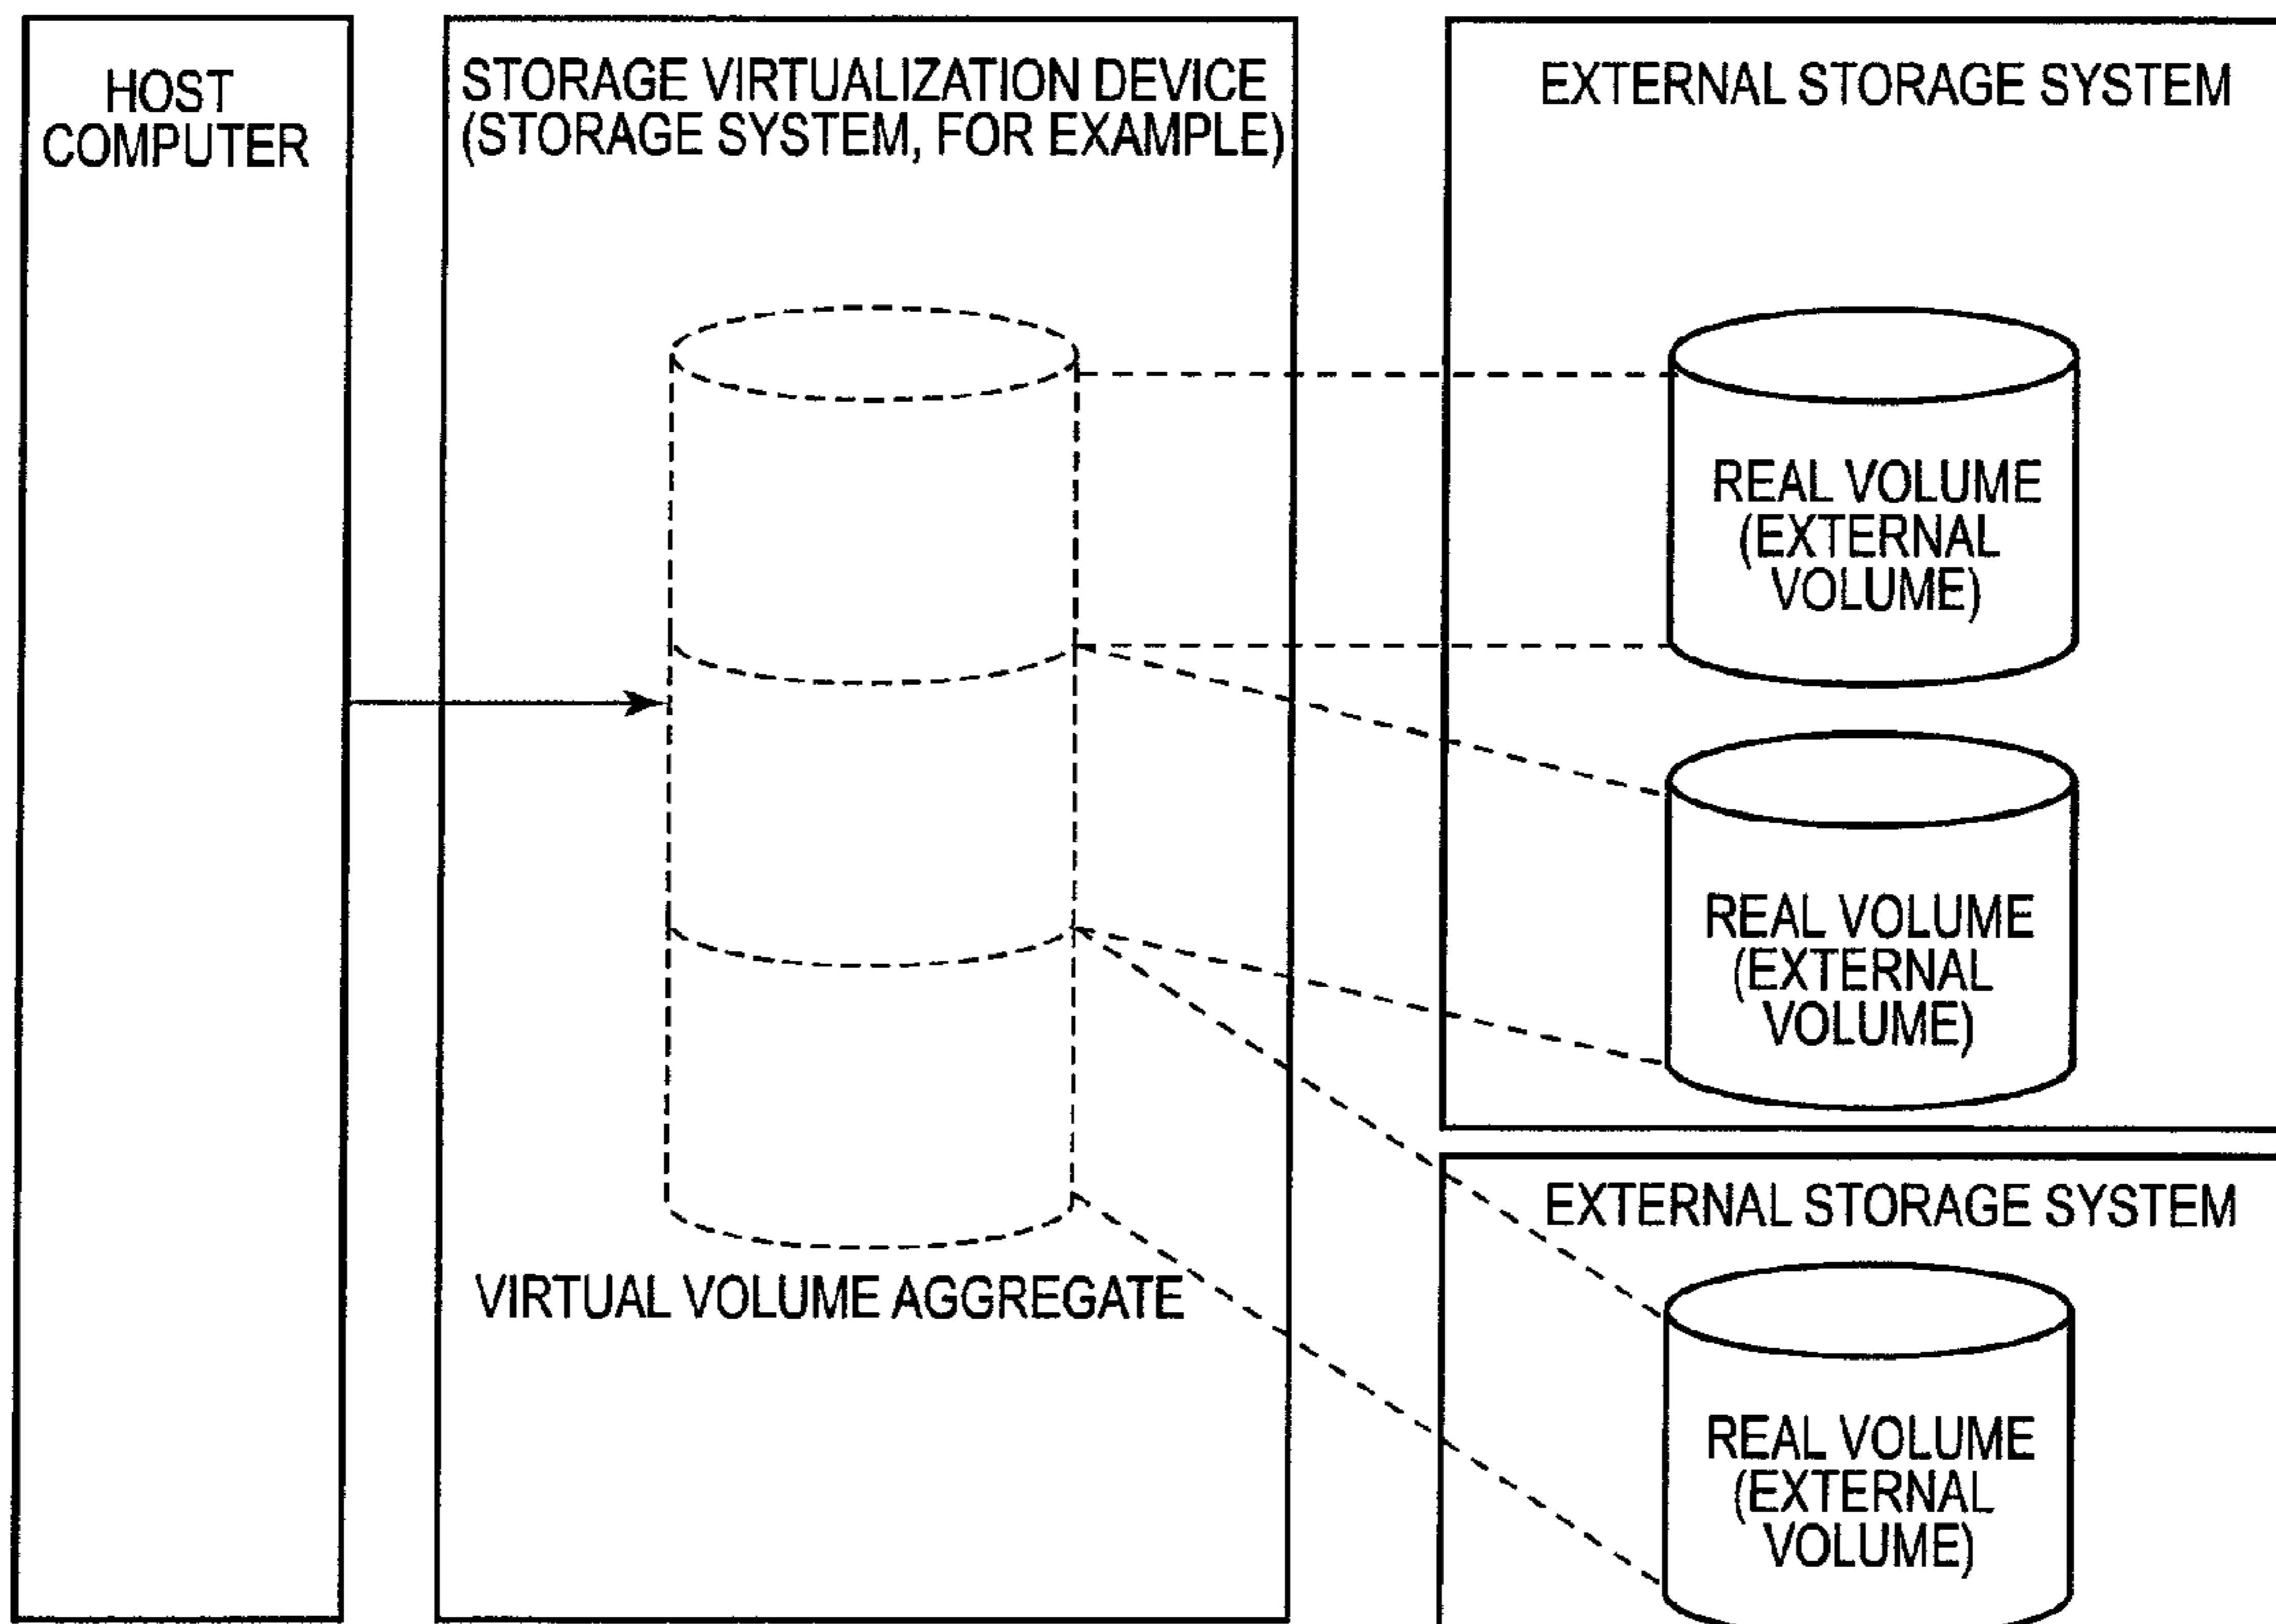 HOST
COMPUTER
STORAGE VIRTUALIZATION DEVICE
(STORAGE SYSTEM, FOR EXAMPLE)
VIRTUAL VOLUME AGGREGATE
EXTERNAL STORAGE SYSTEM
REAL VOLUME
(EXTERNAL
VOLUME)
REAL VOLUME
(EXTERNAL
VOLUME)
EXTERNAL STORAGE SYSTEM
REAL VOLUME
(EXTERNAL
VOLUME)